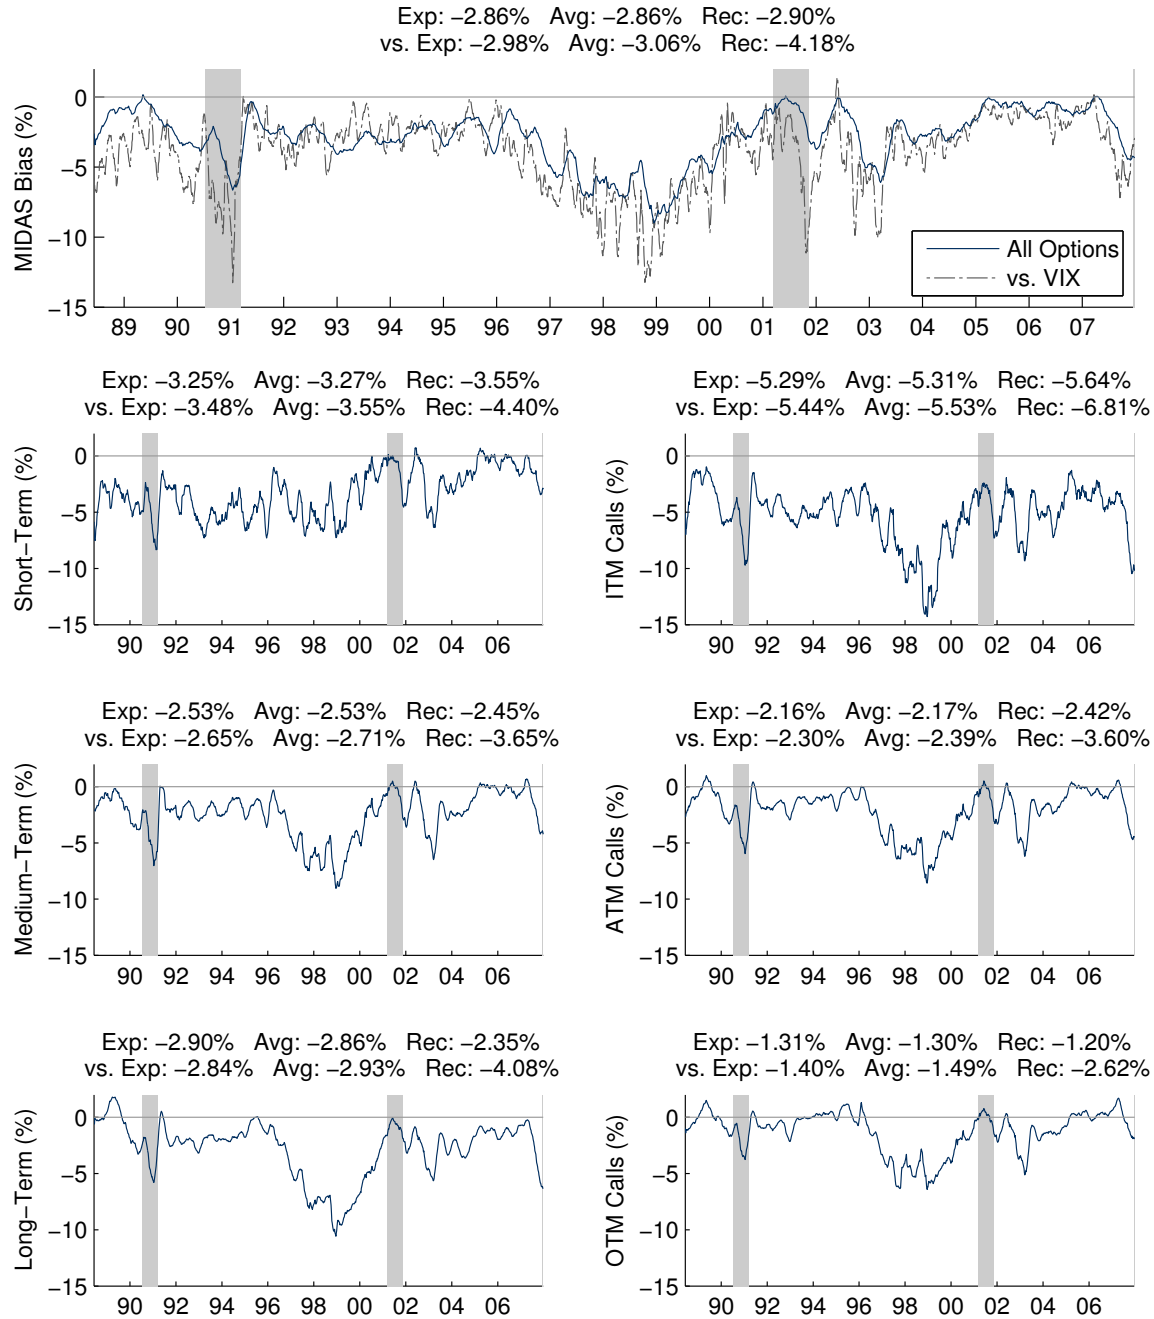 Exp: −2.86% Avg: −2.86% Rec: −2.90%
vs. Exp: −2.98% Avg: −3.06% Rec: −4.18%
MIDAS Bias (%)
0
−5
−10
−15
All Options
vs. VIX
89 90 91 92 93 94 95 96 97 98 99 00 01 02 03 04 05 06 07
Exp: −3.25% Avg: −3.27% Rec: −3.55%
vs. Exp: −3.48% Avg: −3.55% Rec: −4.40%
Short−Term (%)
0
−5
−10
−15
90 92 94 96 98 00 02 04 06
Exp: −5.29% Avg: −5.31% Rec: −5.64%
vs. Exp: −5.44% Avg: −5.53% Rec: −6.81%
ITM Calls (%)
0
−5
−10
−15
90 92 94 96 98 00 02 04 06
Exp: −2.53% Avg: −2.53% Rec: −2.45%
vs. Exp: −2.65% Avg: −2.71% Rec: −3.65%
Medium−Term (%)
0
−5
−10
−15
90 92 94 96 98 00 02 04 06
Exp: −2.16% Avg: −2.17% Rec: −2.42%
vs. Exp: −2.30% Avg: −2.39% Rec: −3.60%
ATM Calls (%)
0
−5
−10
−15
90 92 94 96 98 00 02 04 06
Exp: −2.90% Avg: −2.86% Rec: −2.35%
vs. Exp: −2.84% Avg: −2.93% Rec: −4.08%
Long−Term (%)
0
−5
−10
−15
90 92 94 96 98 00 02 04 06
Exp: −1.31% Avg: −1.30% Rec: −1.20%
vs. Exp: −1.40% Avg: −1.49% Rec: −2.62%
OTM Calls (%)
0
−5
−10
−15
90 92 94 96 98 00 02 04 06